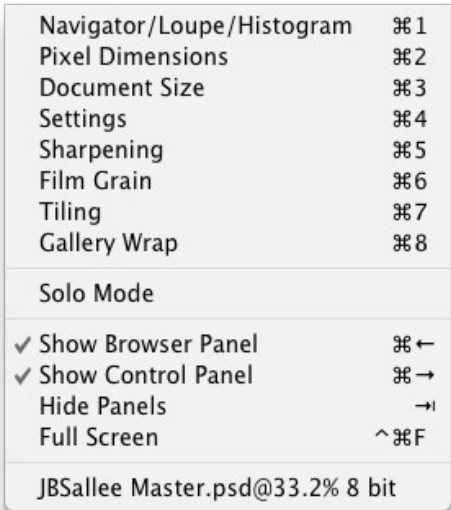 Navigator/Loupe/Histogram ⌘1
Pixel Dimensions ⌘2
Document Size ⌘3
Settings ⌘4
Sharpening ⌘5
Film Grain ⌘6
Tiling ⌘7
Gallery Wrap ⌘8
Solo Mode
✓ Show Browser Panel ⌘←
✓ Show Control Panel ⌘→
Hide Panels ⇥
Full Screen ^⌘F
JBSallee Master.psd@33.2% 8 bit